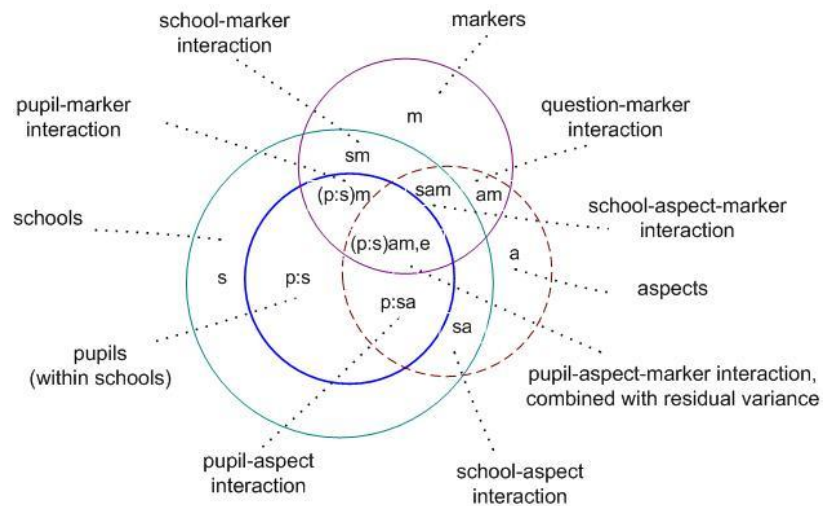 school-marker
interaction
markers
pupil-marker
interaction
question-marker
interaction
m
sm
(p:s)m
sam
am
schools
school-aspect-marker
interaction
(p:s)am,e
a
s
p:s
aspects
p:sa
sa
pupils
(within schools)
pupil-aspect-marker interaction,
combined with residual variance
pupil-aspect
interaction
school-aspect
interaction